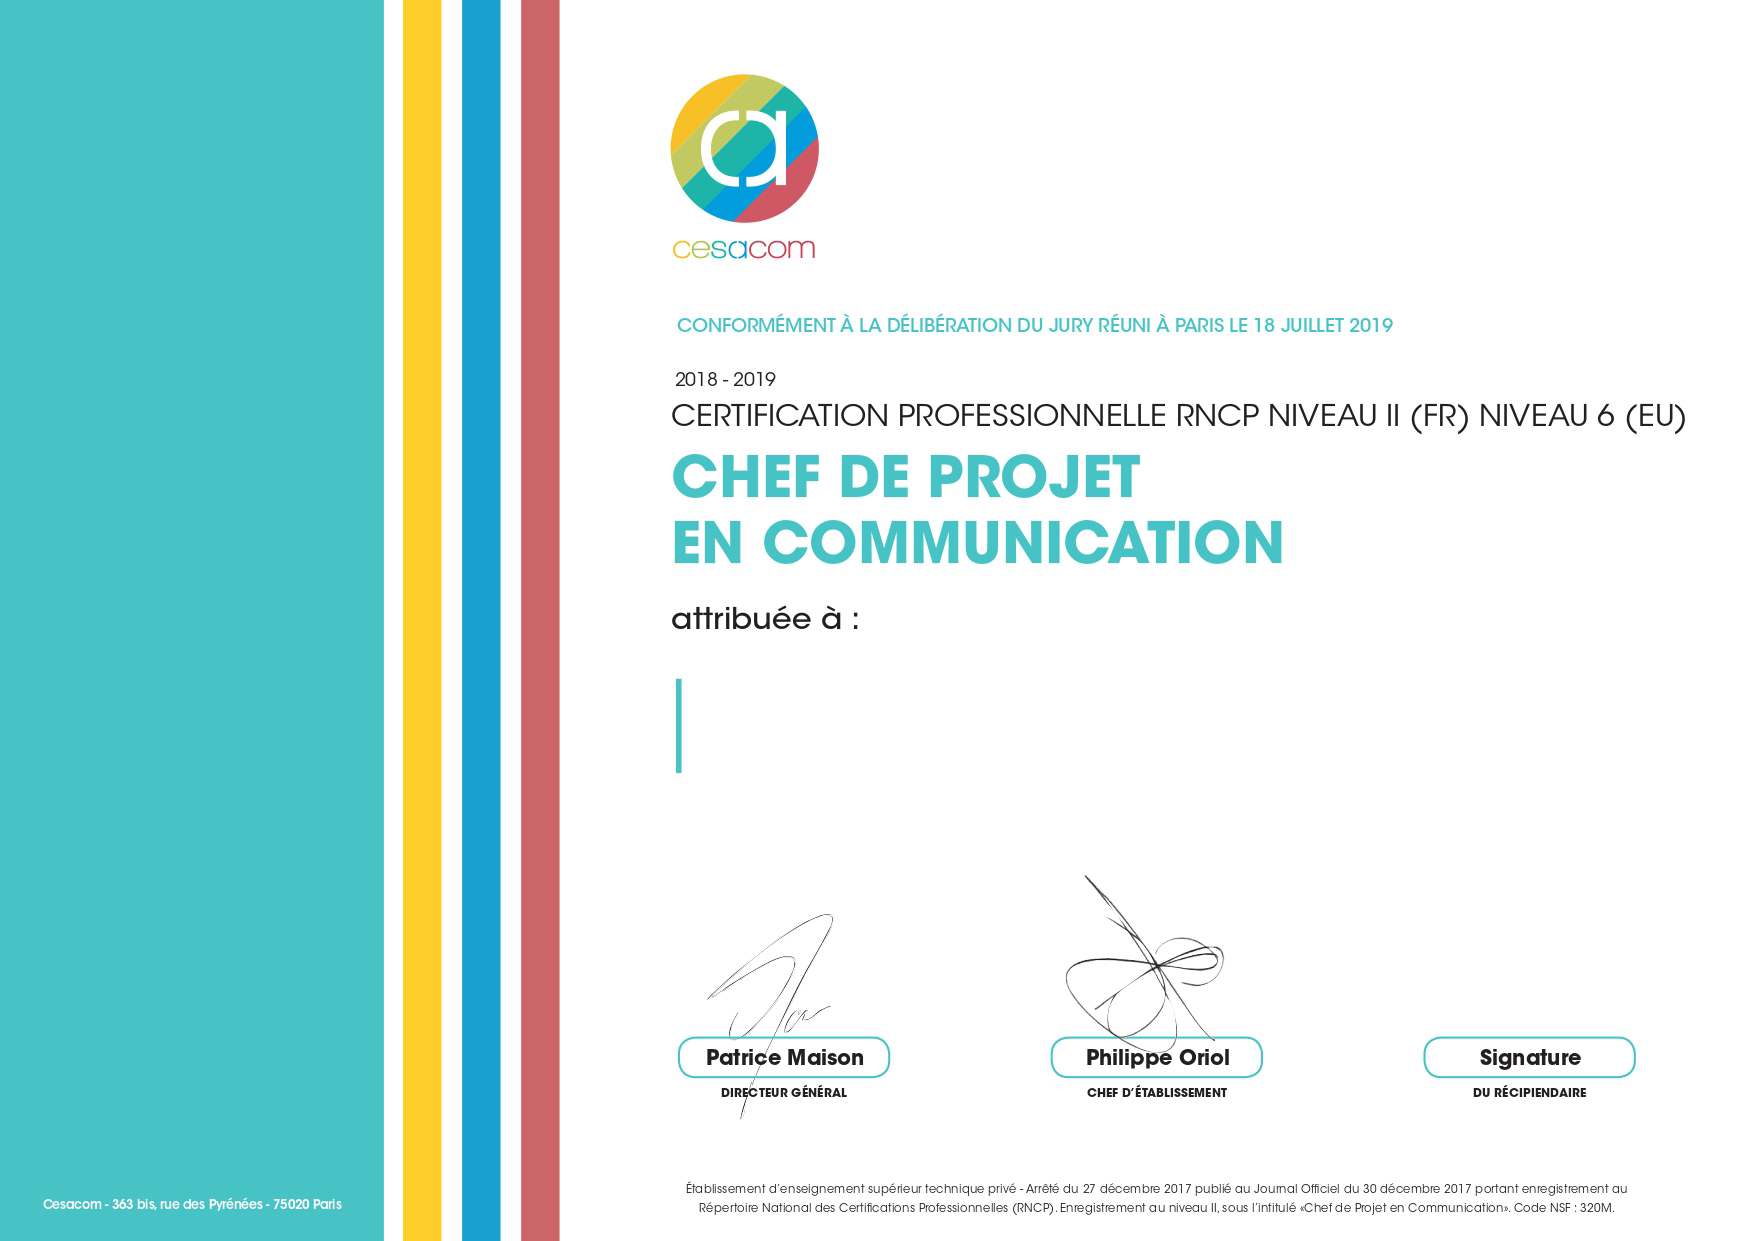 ca
cesacom
CONFORMÉMENT À LA DÉLIBÉRATION DU JURY RÉUNI À PARIS LE 18 JUILLET 2019
2018 - 2019
CERTIFICATION PROFESSIONNELLE RNCP NIVEAU II (FR) NIVEAU 6 (EU)
CHEF DE PROJET
EN COMMUNICATION
attribuée à :
Patrice Maison
DIRECTEUR GÉNÉRAL
Philippe Oriol
CHEF D'ÉTABLISSEMENT
Signature
DU RÉCIPIENDAIRE
Cesacom - 363 bis, rue des Pyrénées - 75020 Paris
Établissement d'enseignement supérieur technique privé - Arrêté du 27 décembre 2017 publié au Journal Officiel du 30 décembre 2017 portant enregistrement au
Répertoire National des Certifications Professionnelles (RNCP). Enregistrement au niveau II, sous l'intitulé «Chef de Projet en Communication». Code NSF : 320M.